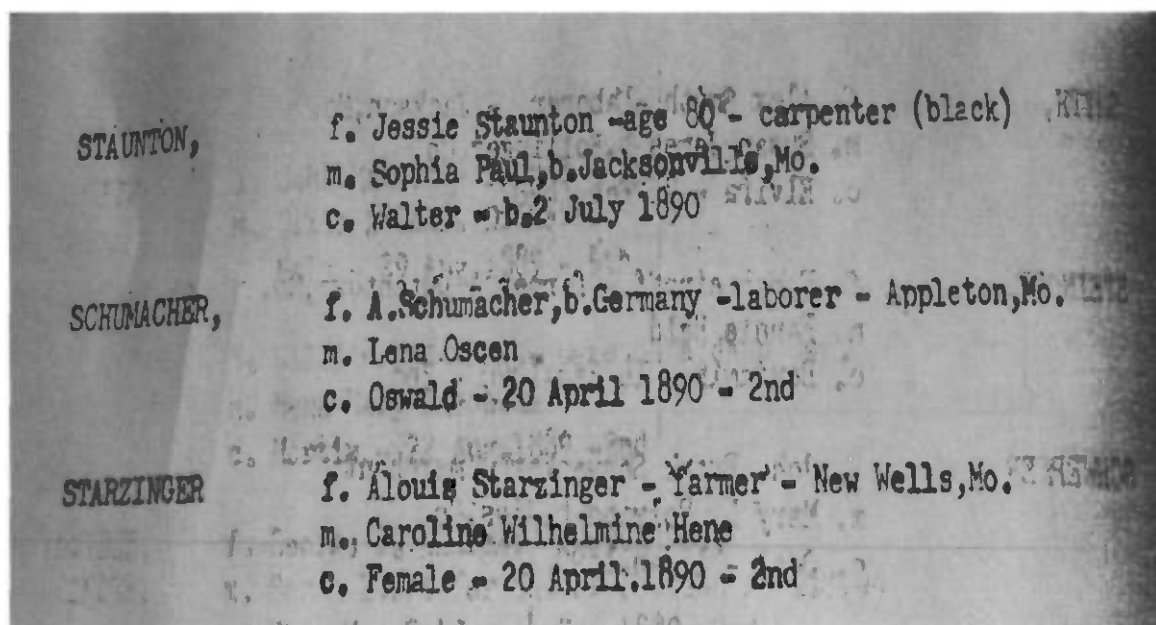 STAUNTON, f. Jessie Staunton -age 80 - carpenter (black)
m. Sophia Paul,b.Jacksonville,Mo.
c. Walter - b.2 July 1890
SCHUMACHER, f. A.Schumacher,b.Germany -laborer - Appleton,Mo.
m. Lena Oscen
c. Oswald - 20 April 1890 - 2nd
STARZINGER f. Alouis Starzinger - farmer - New Wells,Mo.
m. Caroline Wilhelmine Hene
c. Female - 20 April.1890 - 2nd